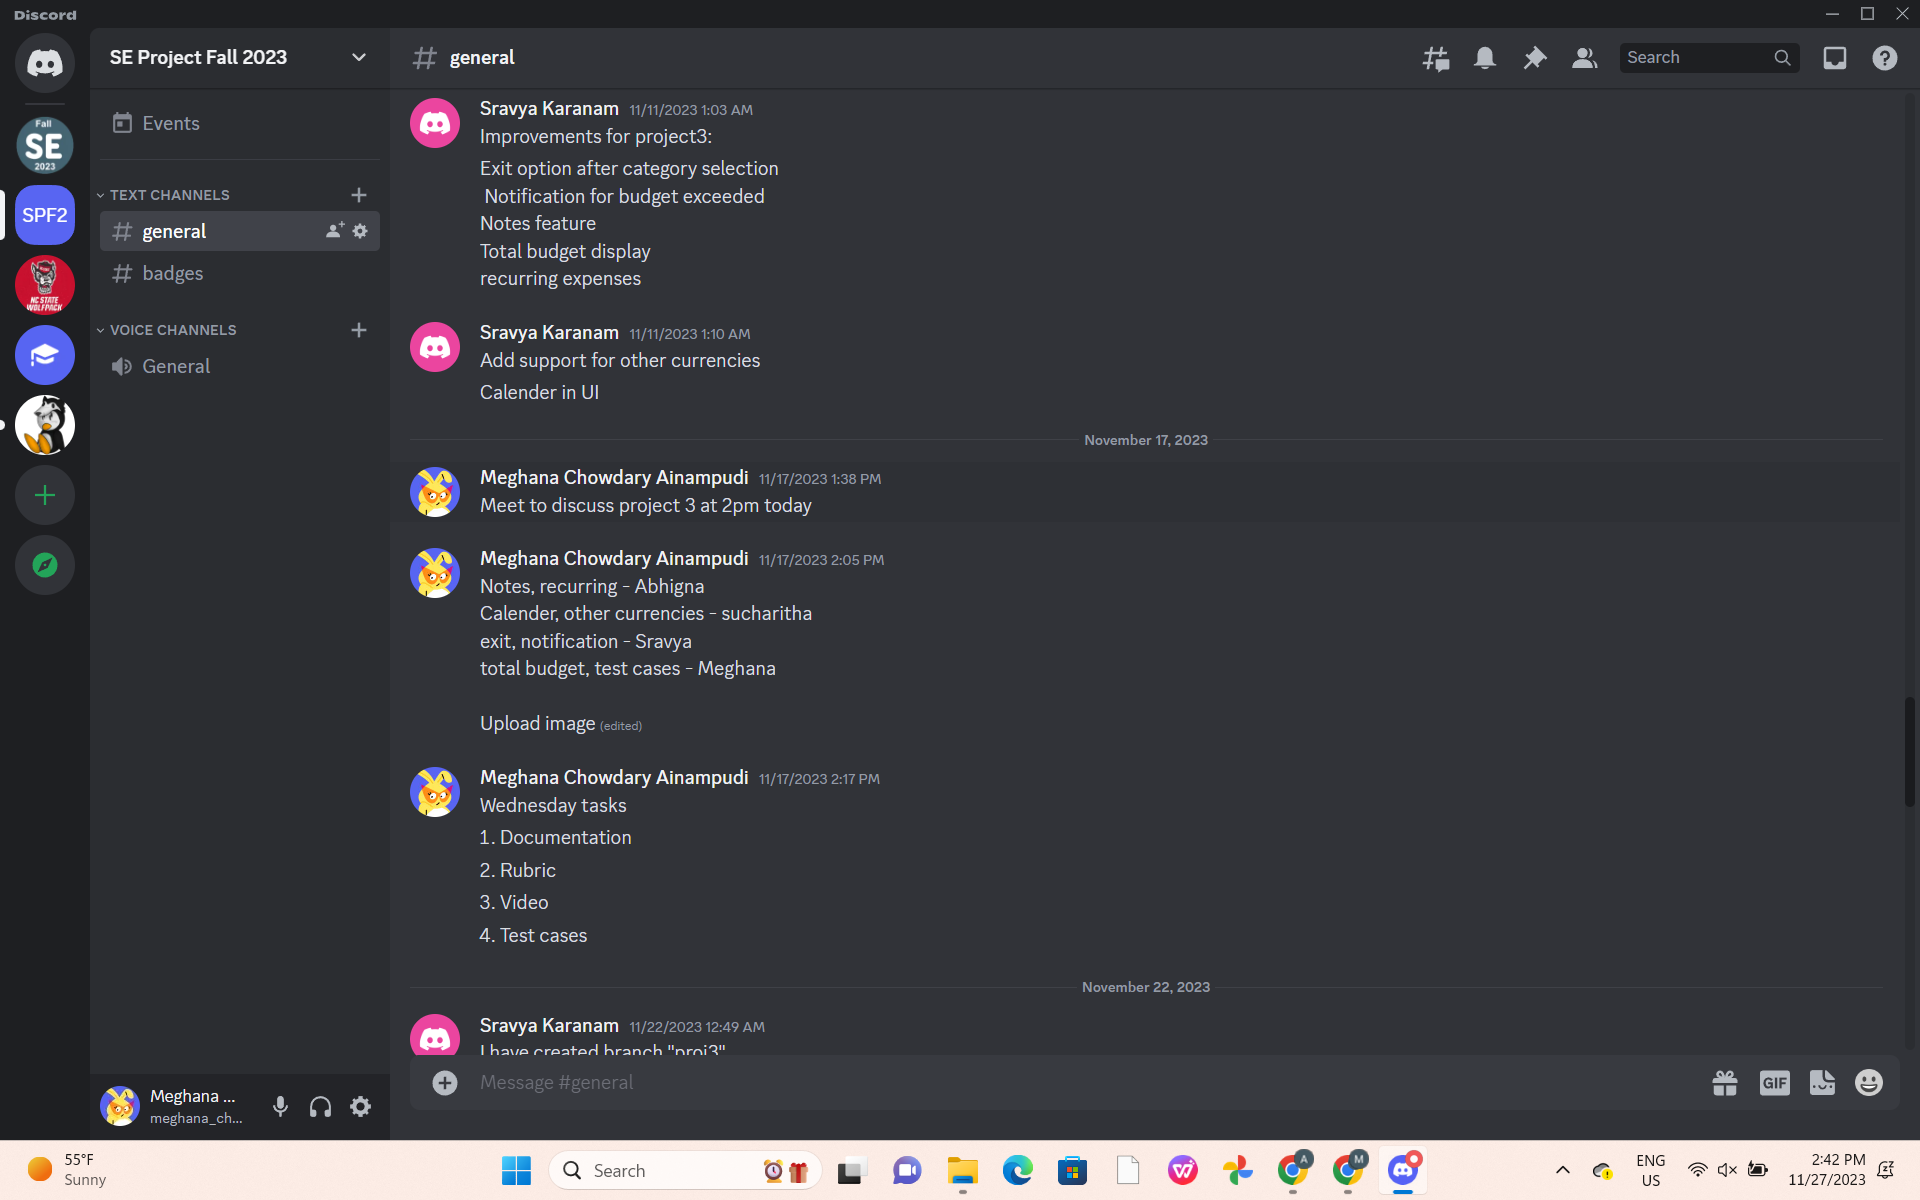 Discord
Fall
SE
2023
SPF2
NC STATE
WOLFPACK
SE Project Fall 2023
Events
TEXT CHANNELS
general
badges
VOICE CHANNELS
General
Meghana ...
meghana_ch...
general
Search
Sravya Karanam 11/11/2023 1:03 AM
Improvements for project3:
Exit option after category selection
Notification for budget exceeded
Notes feature
Total budget display
recurring expenses
Sravya Karanam 11/11/2023 1:10 AM
Add support for other currencies
Calender in UI
November 17, 2023
Meghana Chowdary Ainampudi 11/17/2023 1:38 PM
Meet to discuss project 3 at 2pm today
Meghana Chowdary Ainampudi 11/17/2023 2:05 PM
Notes, recurring - Abhigna
Calender, other currencies - sucharitha
exit, notification - Sravya
total budget, test cases - Meghana
Upload image (edited)
Meghana Chowdary Ainampudi 11/17/2023 2:17 PM
Wednesday tasks
1. Documentation
2. Rubric
3. Video
4. Test cases
November 22, 2023
Sravya Karanam 11/22/2023 12:49 AM
I have created branch "proj3"
Message #general
GIF
55°F
Sunny
Search
A
M
ENG
US
2:42 PM
11/27/2023